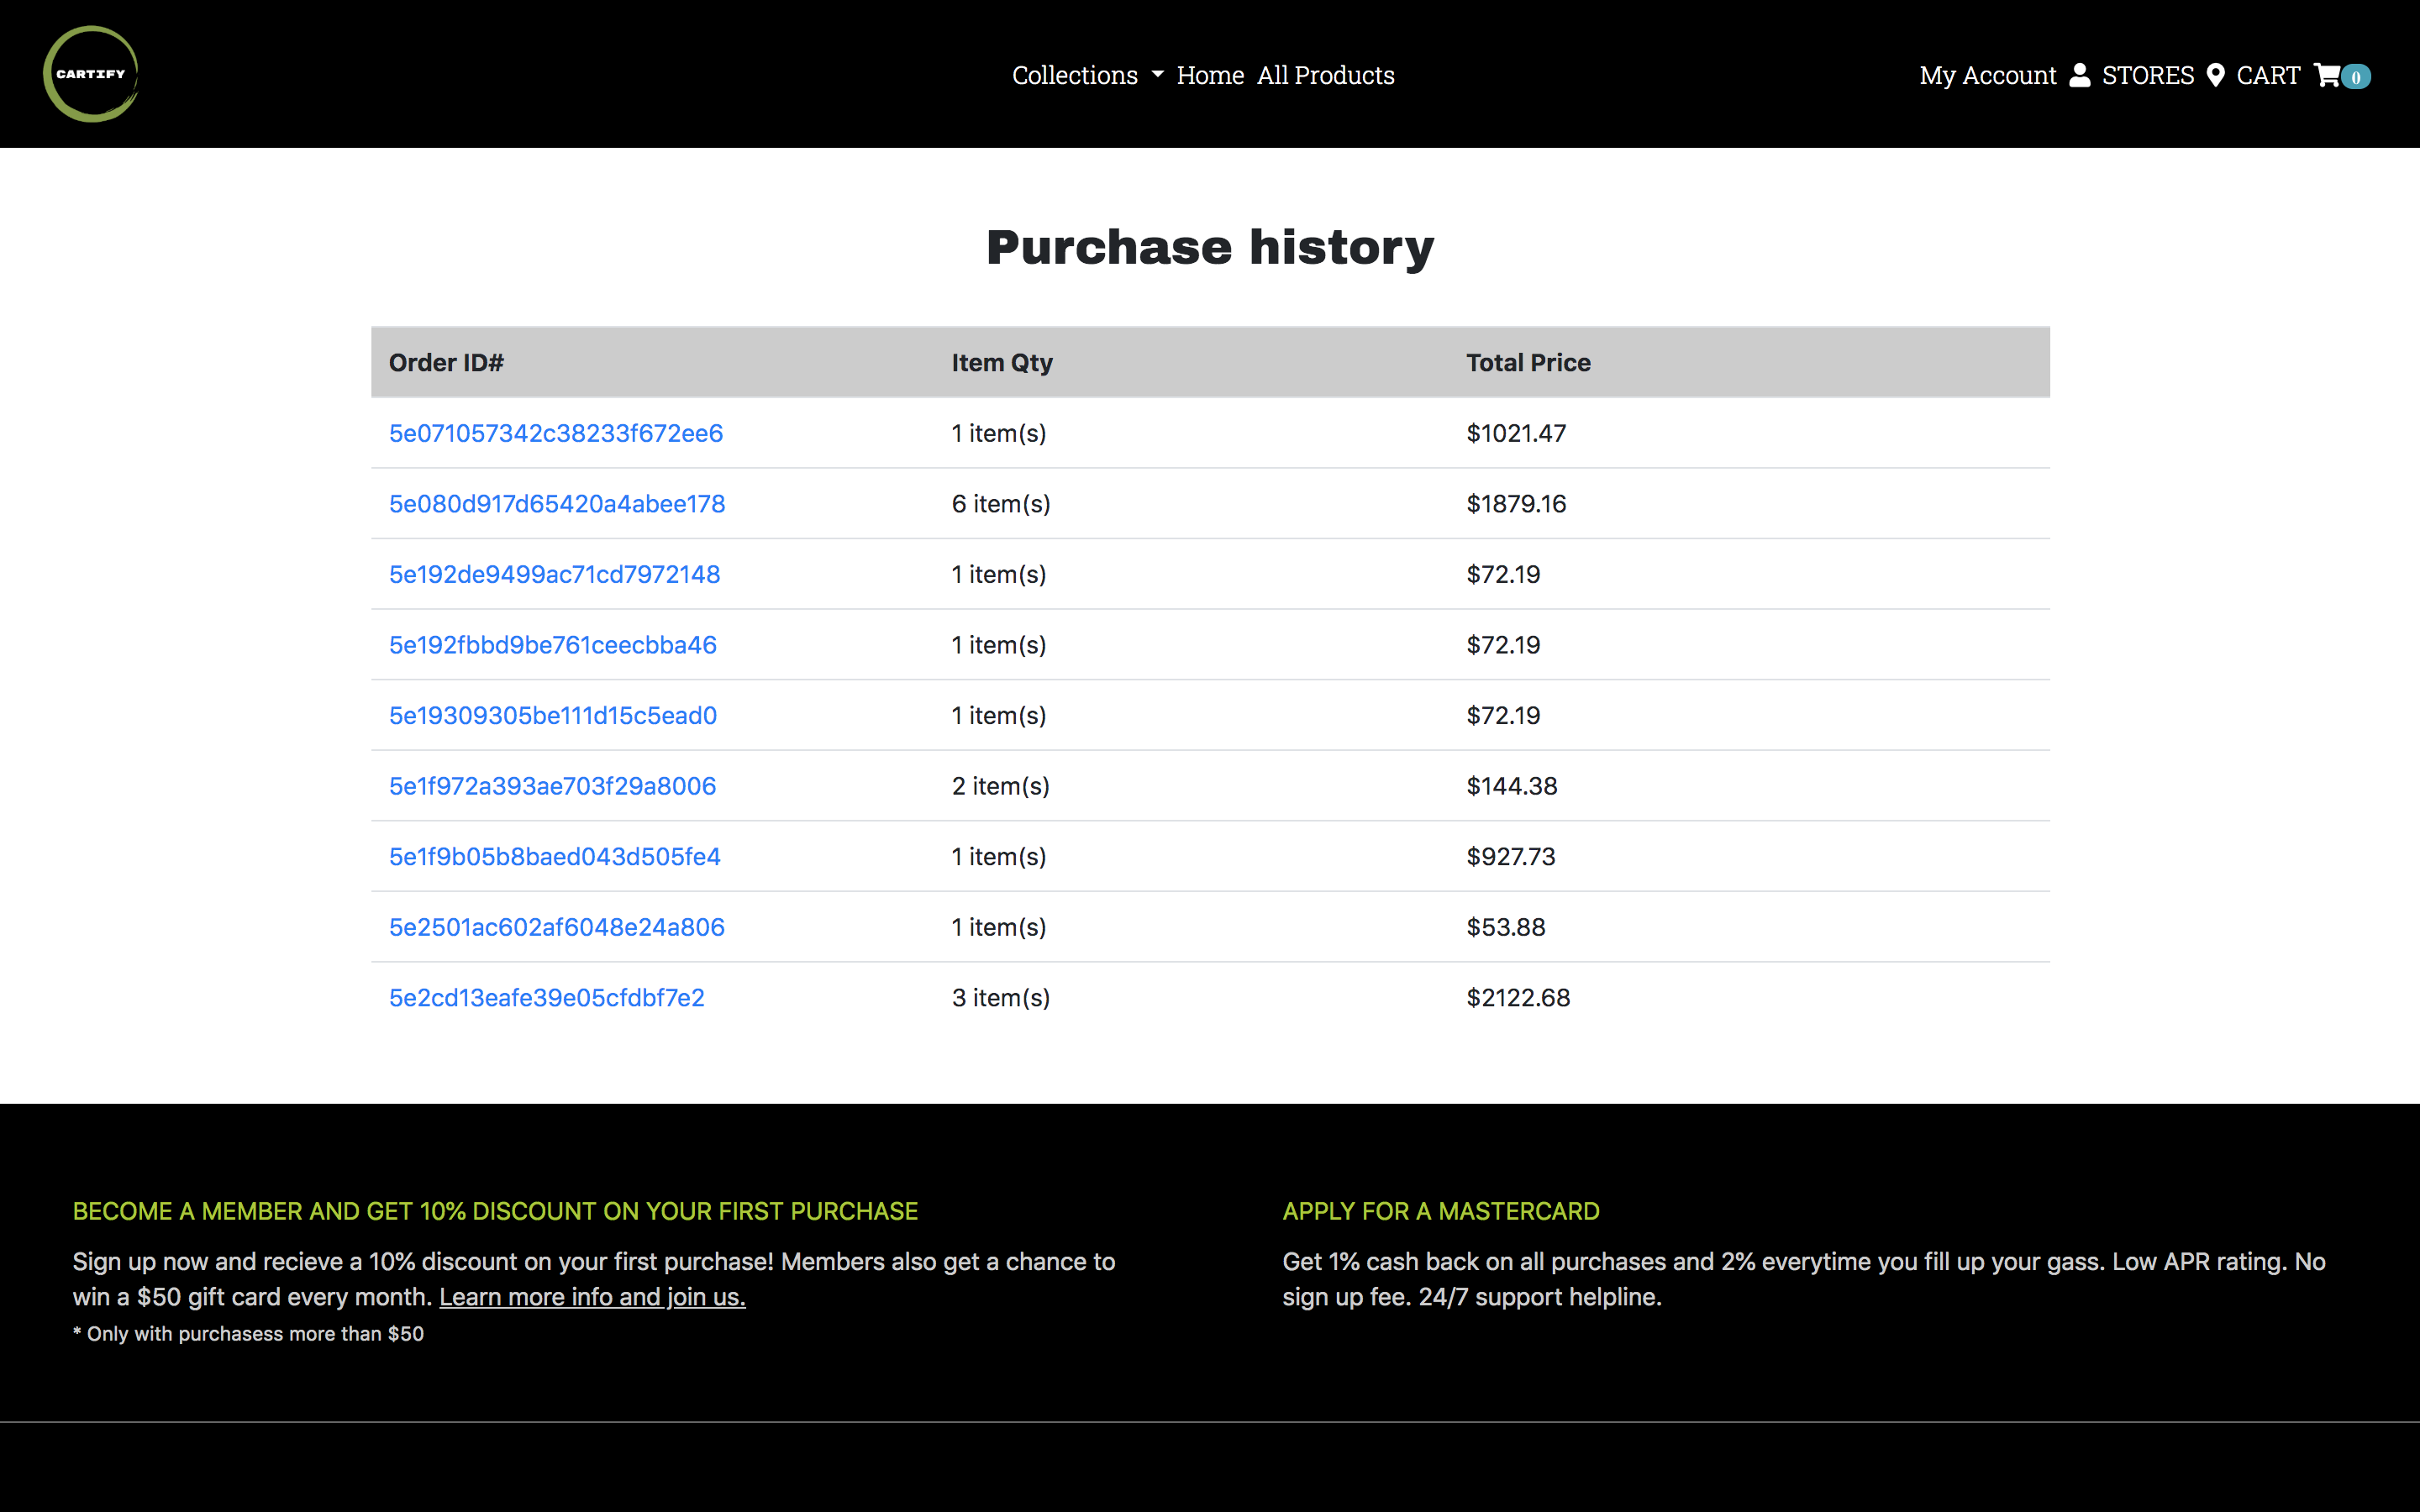 CARTIFY
Collections Home All Products
My Account STORES CART 0
Purchase history
Order ID# Item Qty Total Price
5e071057342c38233f672ee6 1 item(s) $1021.47
5e080d917d65420a4abee178 6 item(s) $1879.16
5e192de9499ac71cd7972148 1 item(s) $72.19
5e192fbbd9be761ceecbba46 1 item(s) $72.19
5e19309305be111d15c5ead0 1 item(s) $72.19
5e1f972a393ae703f29a8006 2 item(s) $144.38
5e1f9b05b8baed043d505fe4 1 item(s) $927.73
5e2501ac602af6048e24a806 1 item(s) $53.88
5e2cd13eafe39e05cfdbf7e2 3 item(s) $2122.68
BECOME A MEMBER AND GET 10% DISCOUNT ON YOUR FIRST PURCHASE
Sign up now and recieve a 10% discount on your first purchase! Members also get a chance to
win a $50 gift card every month. Learn more info and join us.
* Only with purchasess more than $50
APPLY FOR A MASTERCARD
Get 1% cash back on all purchases and 2% everytime you fill up your gass. Low APR rating. No
sign up fee. 24/7 support helpline.